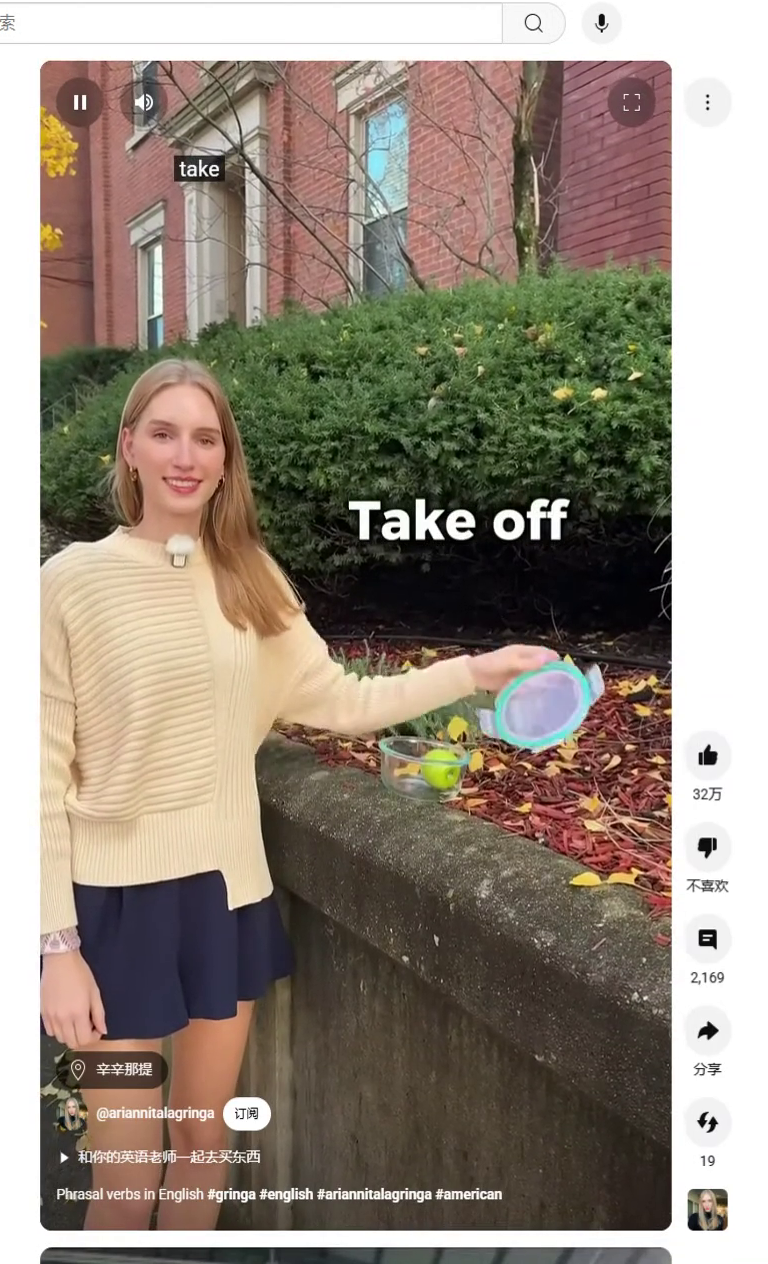 索
take
Take off
32万
不喜欢
2,169
分享
19
辛辛那提
@ariannitalagringa 订阅
和你的英语老师一起去买东西
Phrasal verbs in English #gringa #english #ariannitalagringa #american